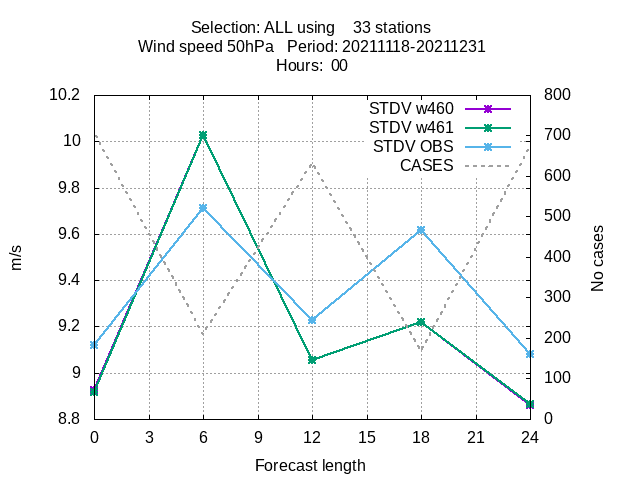 Selection: ALL using 33 stations
Wind speed 50hPa Period: 20211118-20211231
Hours: 00
STDV w460
STDV w461
STDV OBS
CASES
10.2
10
9.8
9.6
9.4
9.2
9
8.8
m/s
800
700
600
500
400
300
200
100
0
No cases
0 3 6 9 12 15 18 21 24
Forecast length